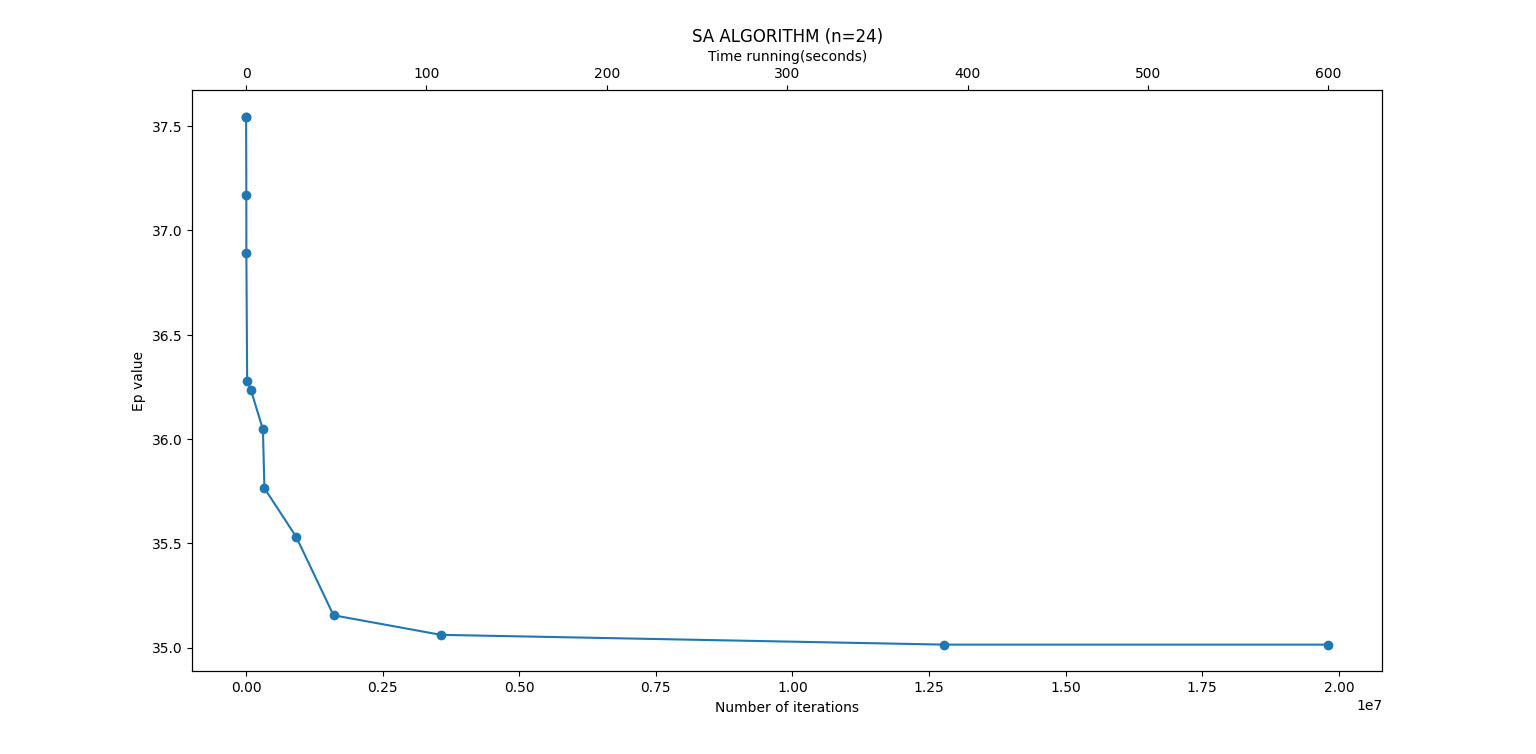 SA ALGORITHM (n=24)
Time running(seconds)
0 100 200 300 400 500 600
37.5
37.0
36.5
36.0
35.5
35.0
Ep value
0.00 0.25 0.50 0.75 1.00 1.25 1.50 1.75 2.00
1e7
Number of iterations